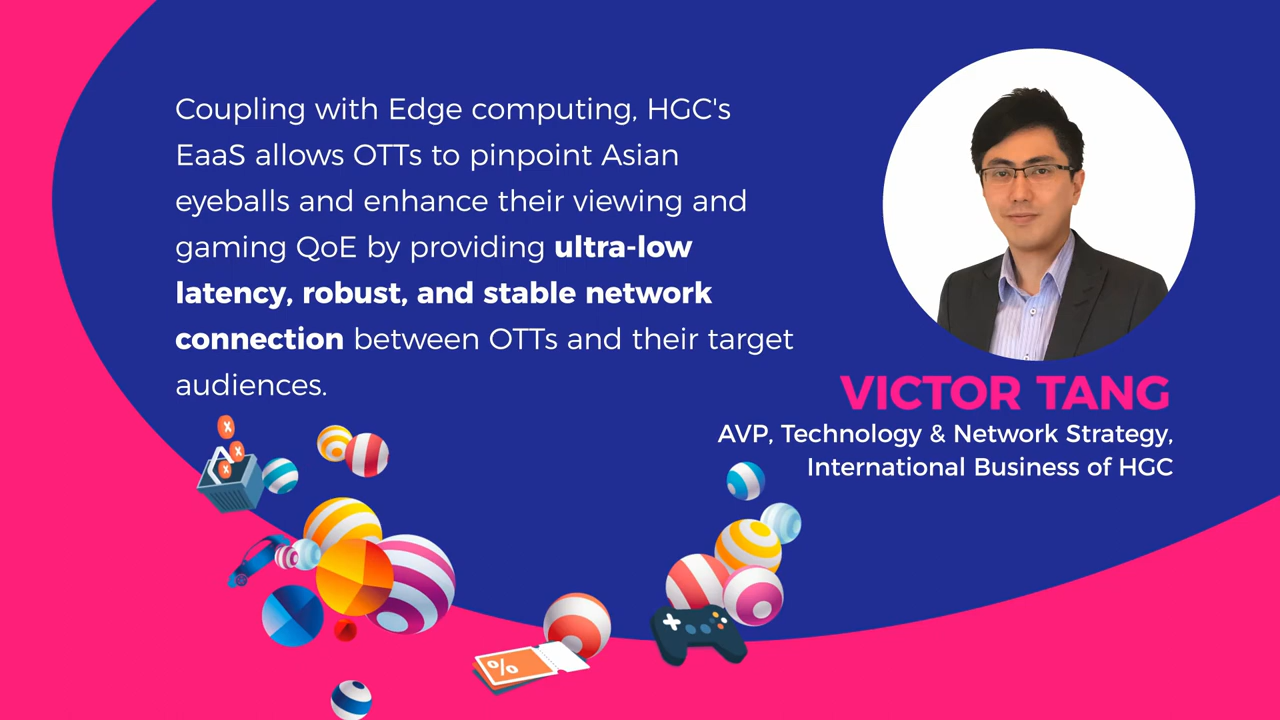 Coupling with Edge computing, HGC's
EaaS allows OTTs to pinpoint Asian
eyeballs and enhance their viewing and
gaming QoE by providing ultra-low
latency, robust, and stable network
connection between OTTs and their target
audiences.
VICTOR TANG
AVP, Technology & Network Strategy,
International Business of HGC
%